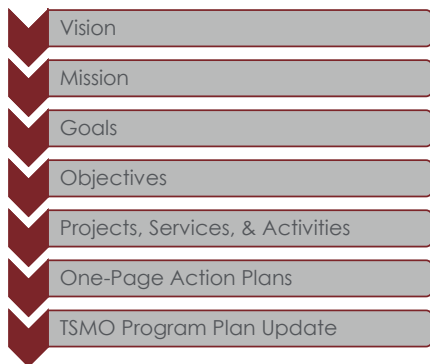 Vision
Mission
Goals
Objectives
Projects, Services, & Activities
One-Page Action Plans
TSMO Program Plan Update